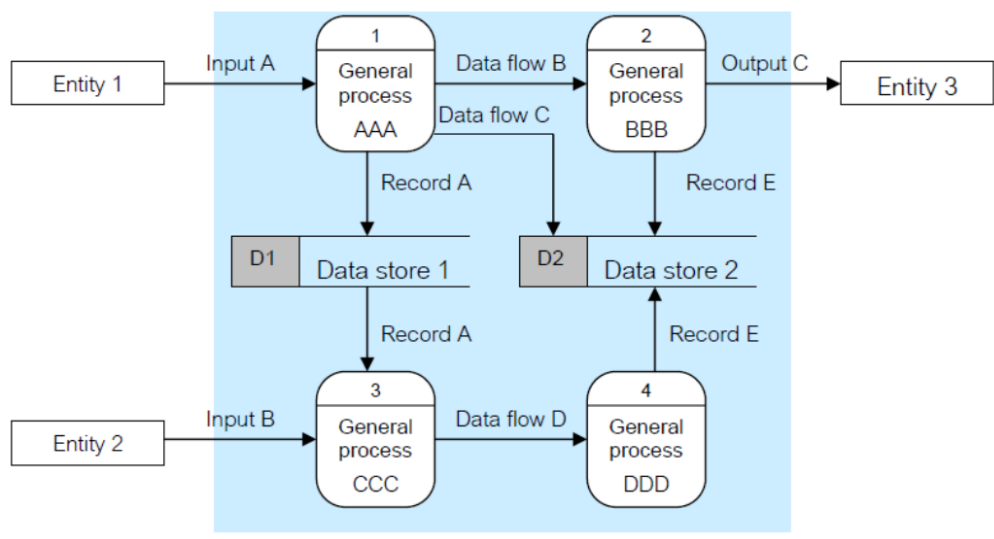 1
2
Input A
Data flow B
Output C
Entity 1
General
process
AAA
General
process
BBB
Entity 3
Data flow C
Record A
Record E
D1
Data store 1
D2
Data store 2
Record A
Record E
3
4
Input B
Data flow D
Entity 2
General
process
CCC
General
process
DDD